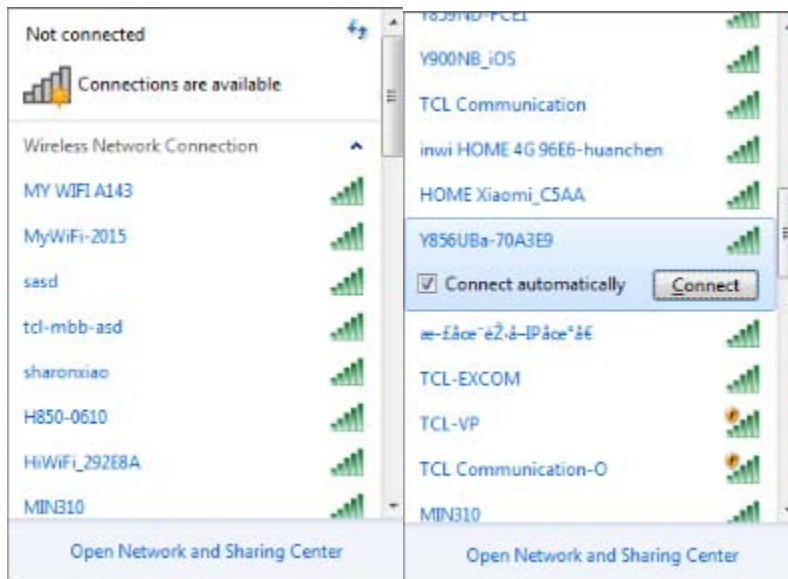 Not connected
Connections are available
Wireless Network Connection
MY WIFI A143
MyWiFi-2015
sasd
tcl-mbb-asd
sharonxiao
H850-0610
HiWiFi_292E8A
MIN310
Open Network and Sharing Center
Y859ND-FCE1
Y900NB_iOS
TCL Communication
inwi HOME 4G 96E6-huanchen
HOME Xiaomi_C5AA
Y856UBa-70A3E9
Connect automatically
Connect
TCL-EXCOM
TCL-VP
TCL Communication-O
MIN310
Open Network and Sharing Center